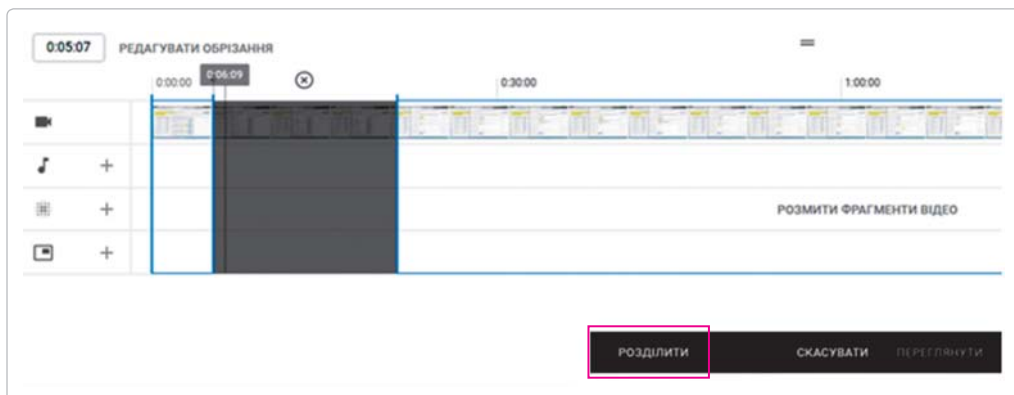 0:05:07 РЕДАГУВАТИ ОБРІЗАННЯ
0:00:00 0:06:09 0:30:00 1:00:00
РОЗМИТИ ФРАГМЕНТИ ВІДЕО
РОЗДІЛИТИ СКАСУВАТИ ПЕРЕГЛЯНУТИ